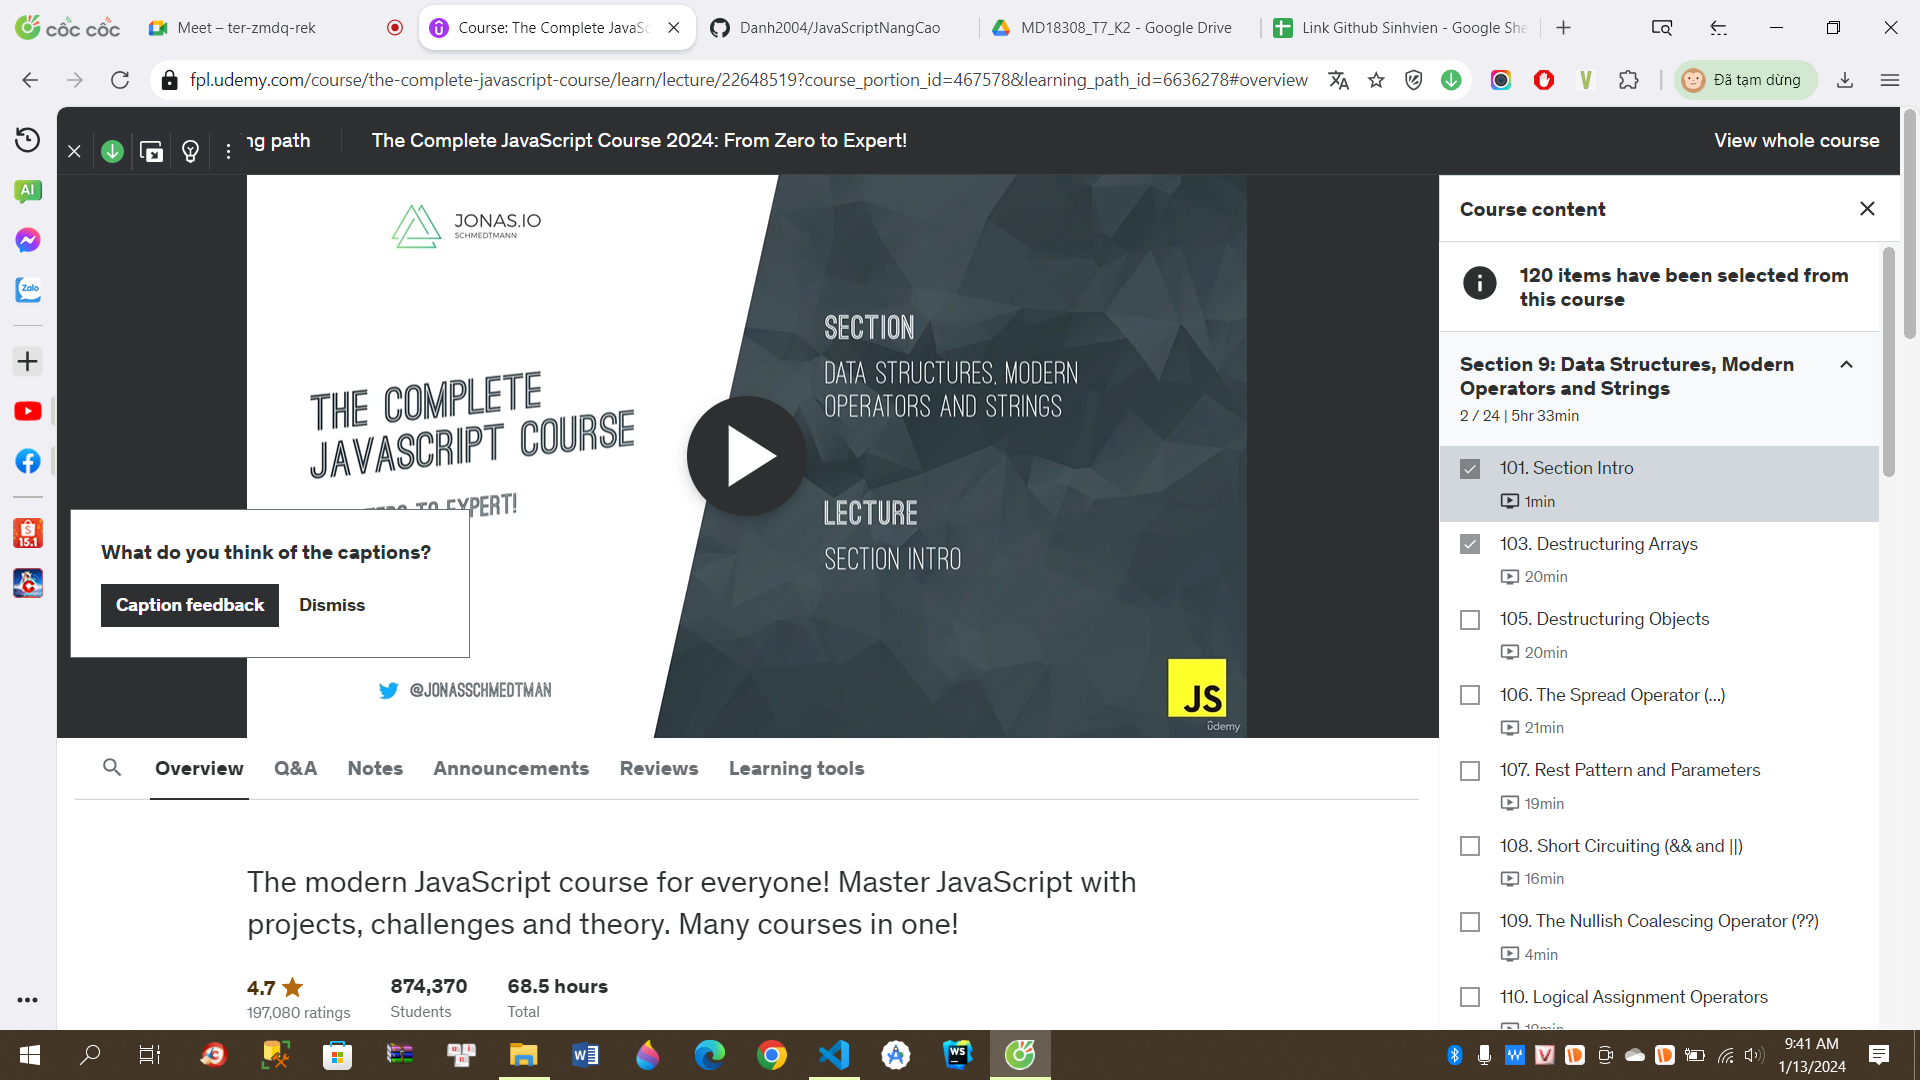 cốc cốc
Meet – ter-zmdq-rek
Course: The Complete JavaSc
Danh2004/JavaScriptNangCao
MD18308_T7_K2 - Google Drive
Link Github Sinhvien - Google She
fpl.udemy.com/course/the-complete-javascript-course/learn/lecture/22648519?course_portion_id=467578&learning_path_id=6636278#overview
Đã tạm dừng
ng path
The Complete JavaScript Course 2024: From Zero to Expert!
View whole course
AI
Zalo
15.1
JONAS.IO
SCHMEDTMANN
THE COMPLETE
JAVASCRIPT COURSE
TO EXPERT!
SECTION
DATA STRUCTURES, MODERN
OPERATORS AND STRINGS
LECTURE
SECTION INTRO
@JONASSCHMEDTMAN
JS
udemy
What do you think of the captions?
Caption feedback
Dismiss
Course content
120 items have been selected from
this course
Section 9: Data Structures, Modern
Operators and Strings
2 / 24 | 5hr 33min
101. Section Intro
1min
103. Destructuring Arrays
20min
105. Destructuring Objects
20min
106. The Spread Operator (...)
21min
107. Rest Pattern and Parameters
19min
108. Short Circuiting (&& and ||)
16min
109. The Nullish Coalescing Operator (??)
4min
110. Logical Assignment Operators
Overview
Q&A
Notes
Announcements
Reviews
Learning tools
The modern JavaScript course for everyone! Master JavaScript with
projects, challenges and theory. Many courses in one!
4.7
197,080 ratings
874,370
Students
68.5 hours
Total
WS
9:41 AM
1/13/2024